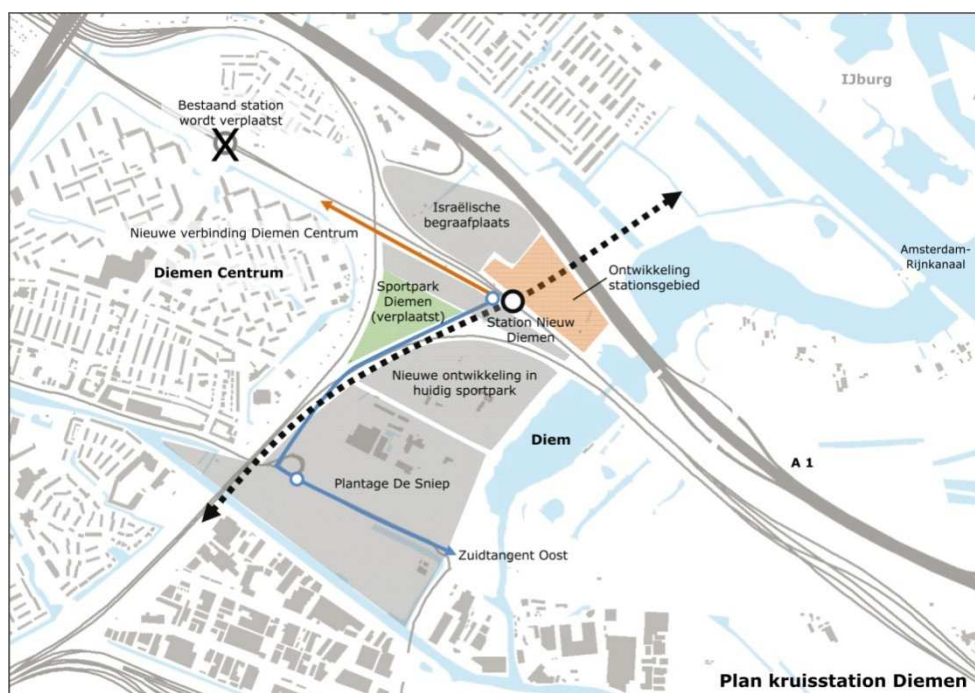 IJburg
Bestaand station
wordt verplaatst
Israëlische
begraafplaats
Nieuwe verbinding Diemen Centrum
Amsterdam-
Rijnkanaal
Diemen Centrum
Ontwikkeling
stationsgebied
Sportpark
Diemen
(verplaatst)
Station Nieuw
Diemen
Nieuwe ontwikkeling in
huidig sportpark
Diem
A 1
Plantage De Sniep
Zuidtangent Oost
Plan kruisstation Diemen